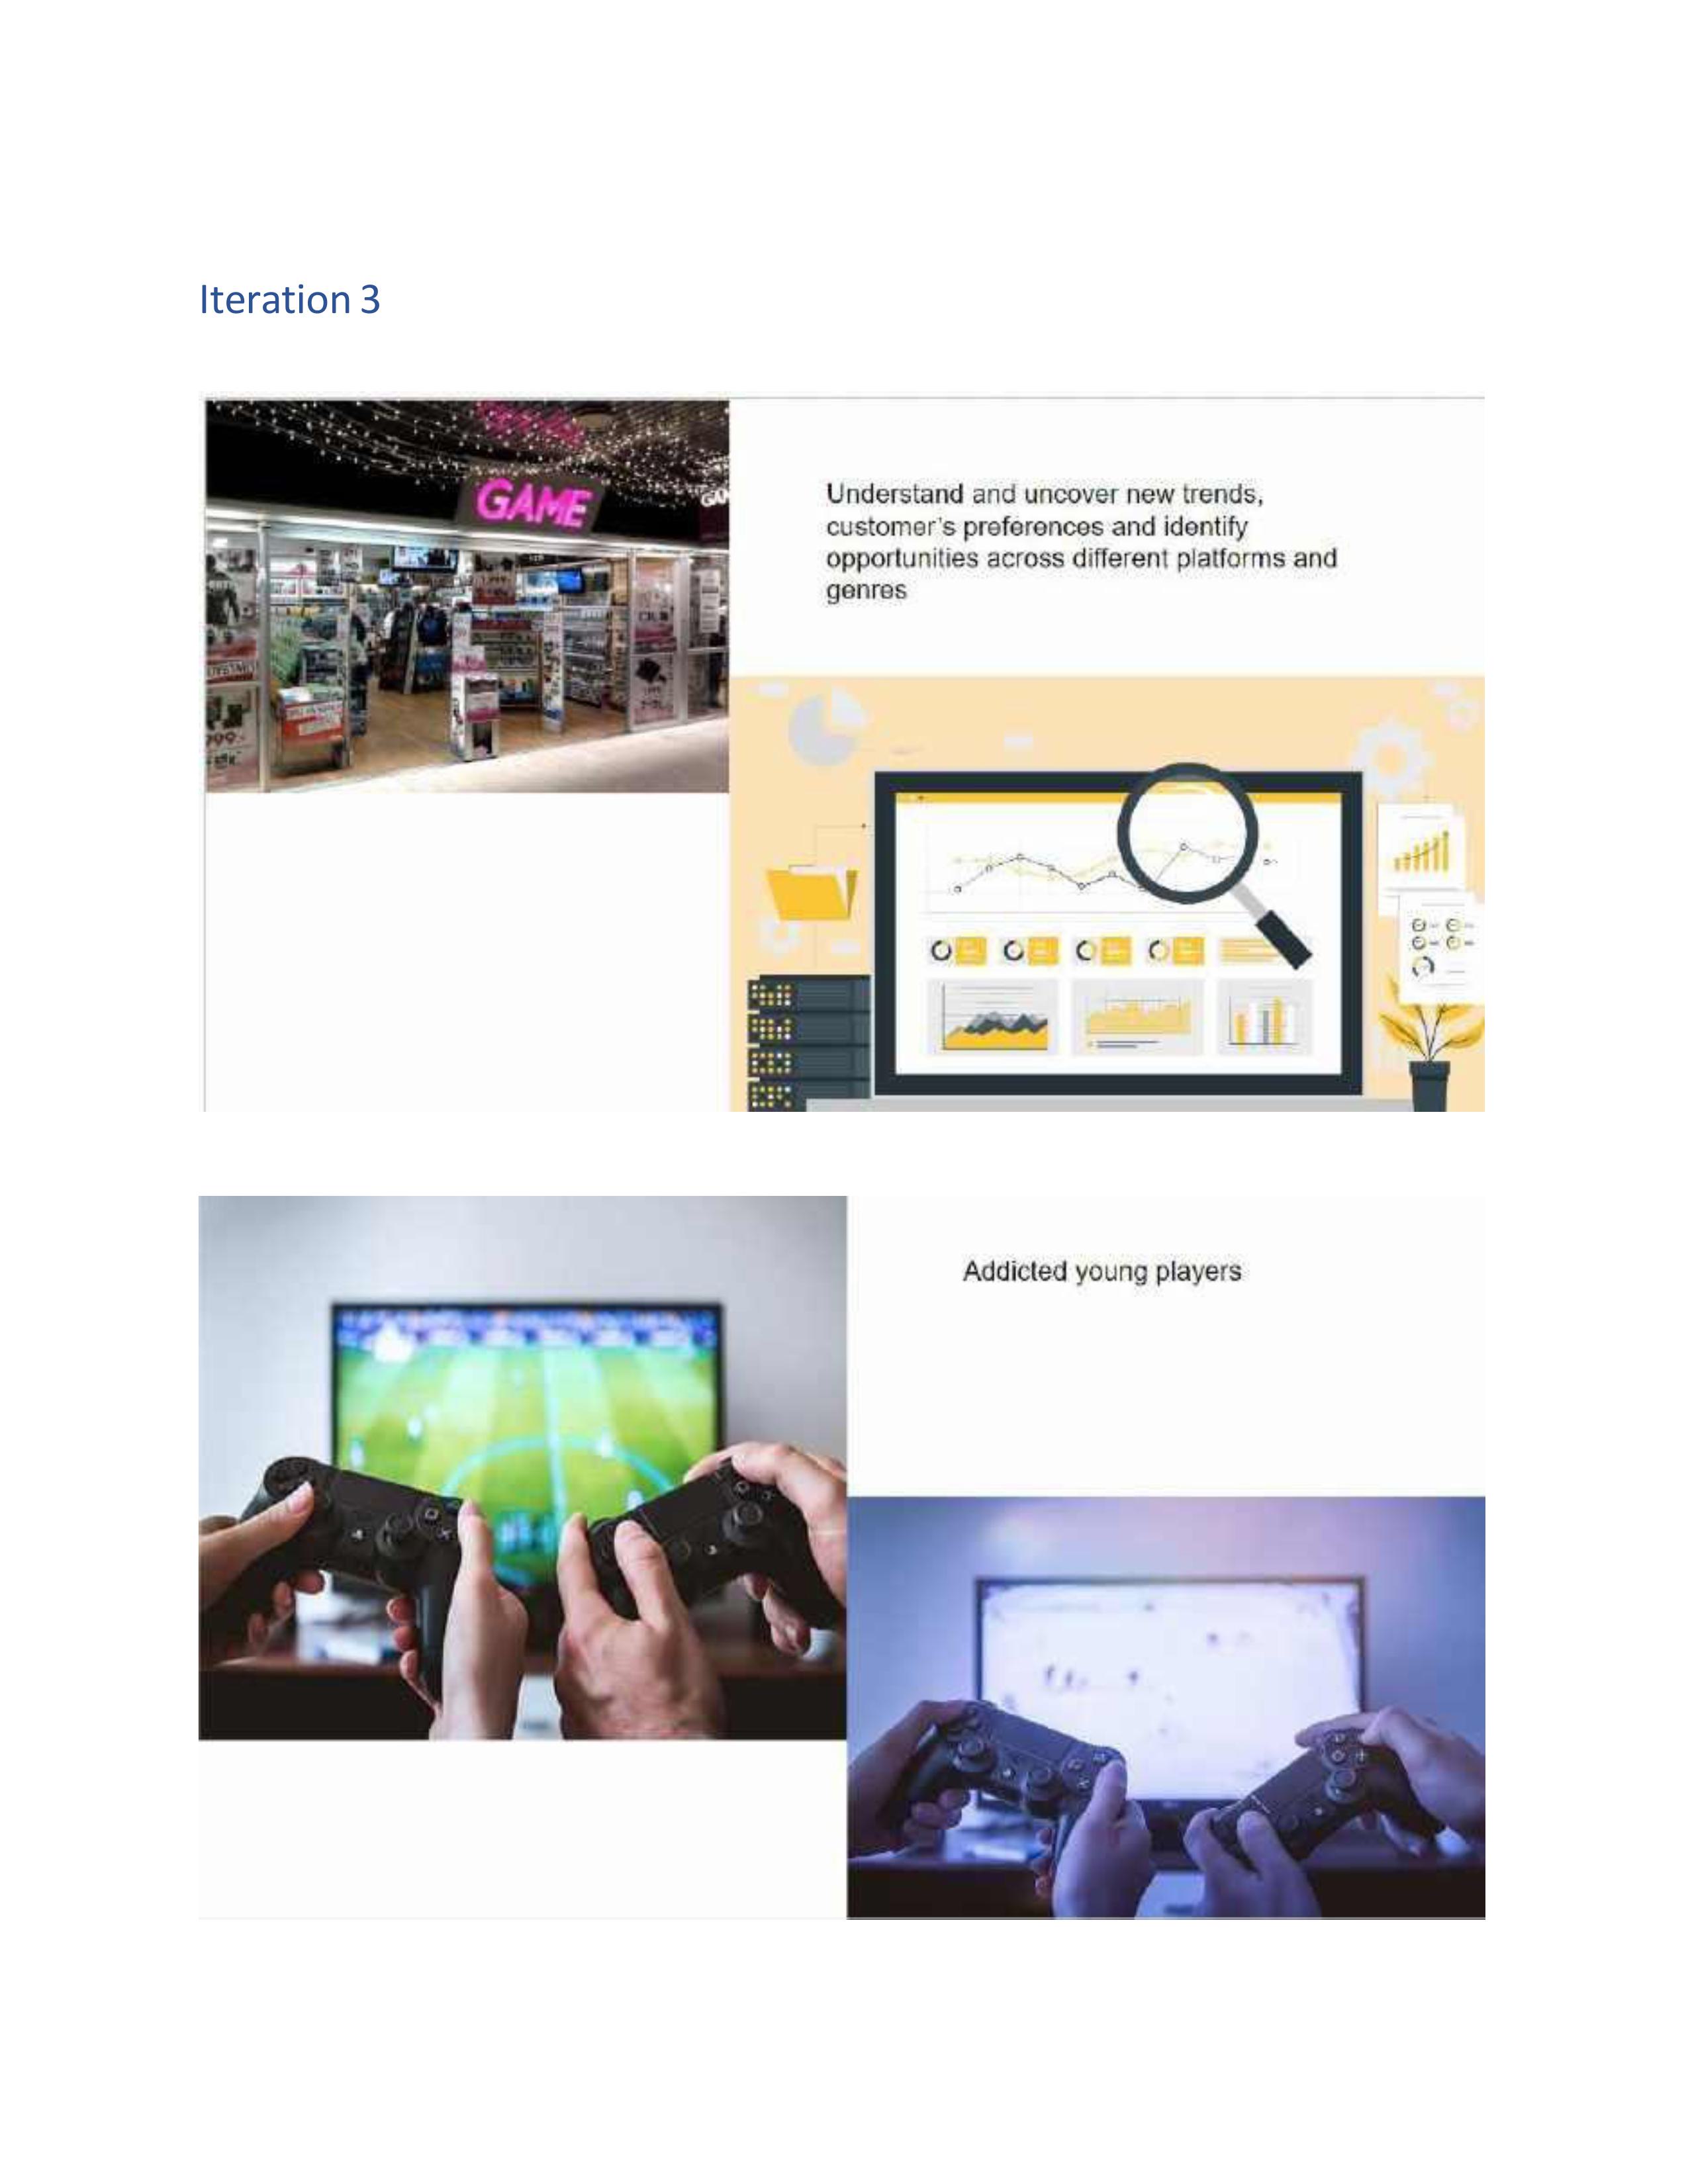 Iteration 3
GAME
Understand and uncover new trends,
customer's preferences and identify
opportunities across different platforms and
genres
Addicted young players